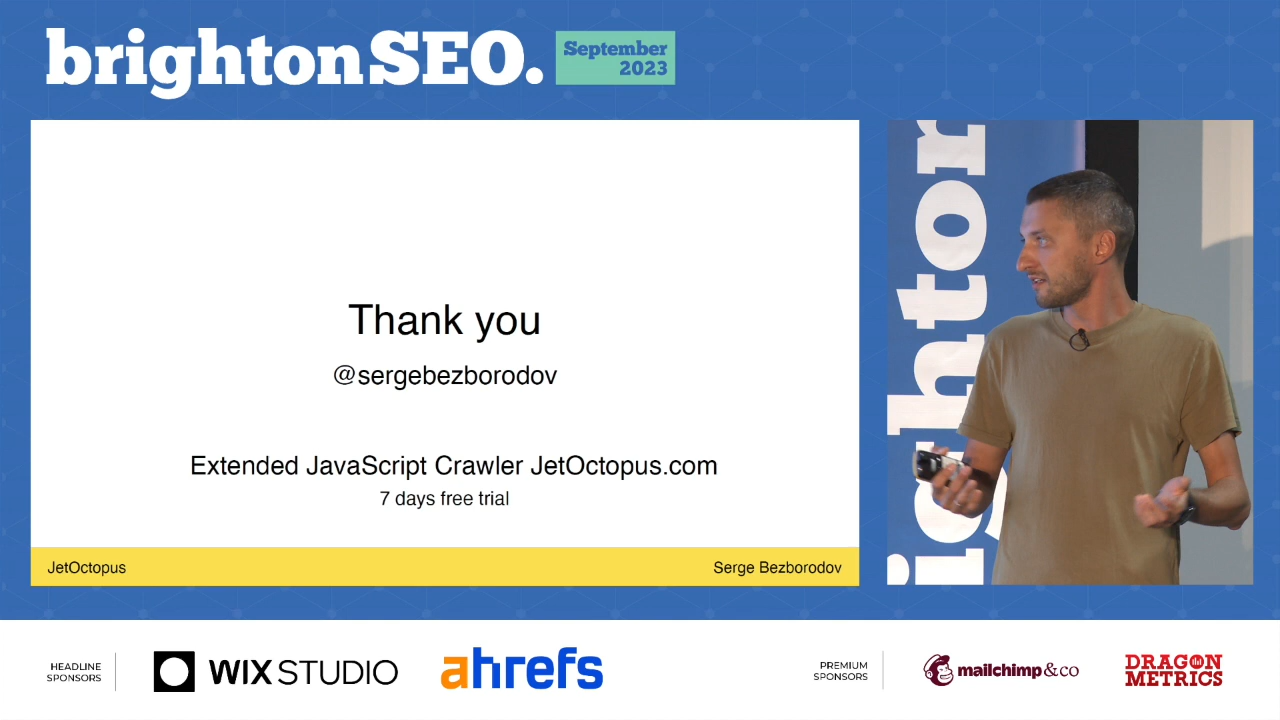 brightonSEO.
September
2023
Thank you
@sergebezborodov
Extended JavaScript Crawler JetOctopus.com
7 days free trial
JetOctopus
Serge Bezborodov
ighton
HEADLINE
SPONSORS
WIX STUDIO
ahrefs
PREMIUM
SPONSORS
mailchimp&co
DRAGON
METRICS